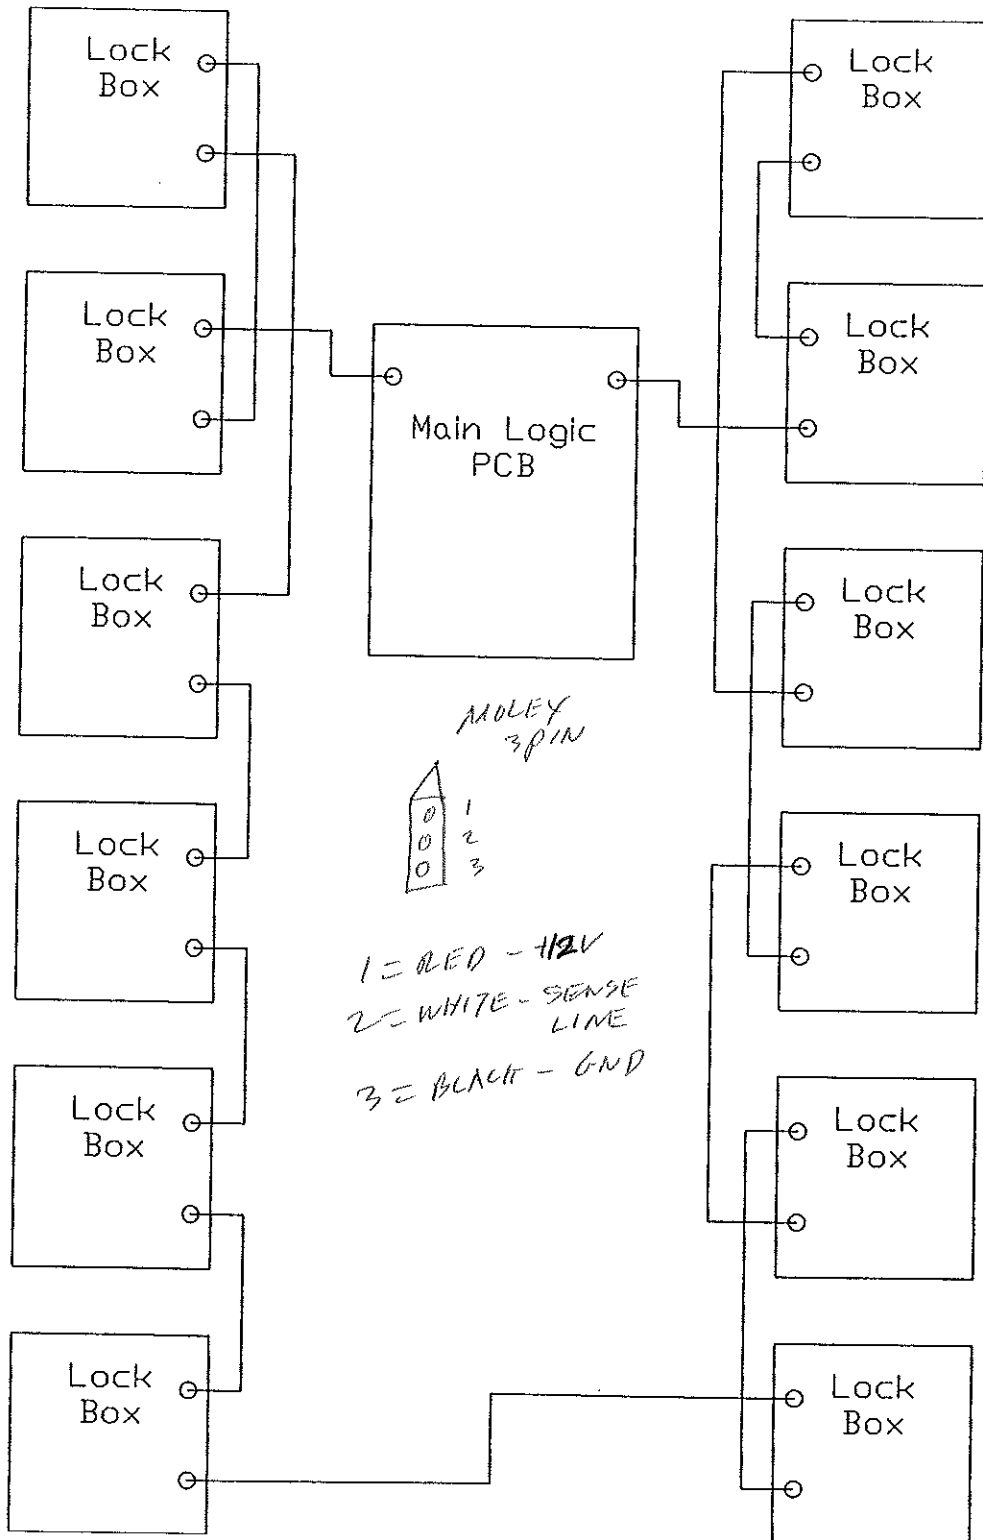 Lock
Box
Lock
Box
Lock
Box
Lock
Box
Main Logic
PCB
Lock
Box
Lock
Box
MOLEX
3 PIN
1
2
3
Lock
Box
Lock
Box
1 = RED - +12V
2 = WHITE - SENSE
LINE
3 = BLACK - GND
Lock
Box
Lock
Box
Lock
Box
Lock
Box